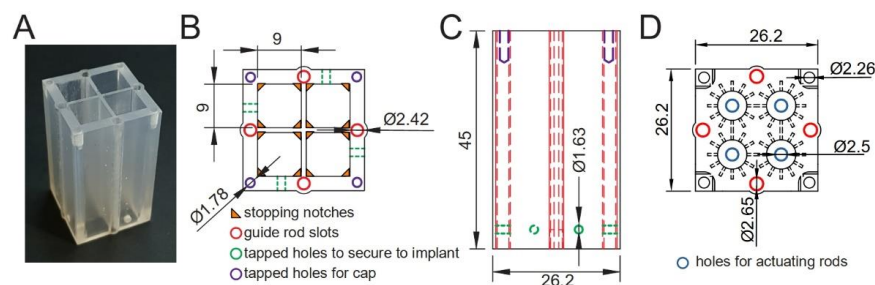 A
B
9
9
Ø2.42
Ø1.78
stopping notches
guide rod slots
tapped holes to secure to implant
tapped holes for cap
C
45
Ø1.63
26.2
D
26.2
Ø2.26
26.2
Ø2.5
Ø2.65
holes for actuating rods